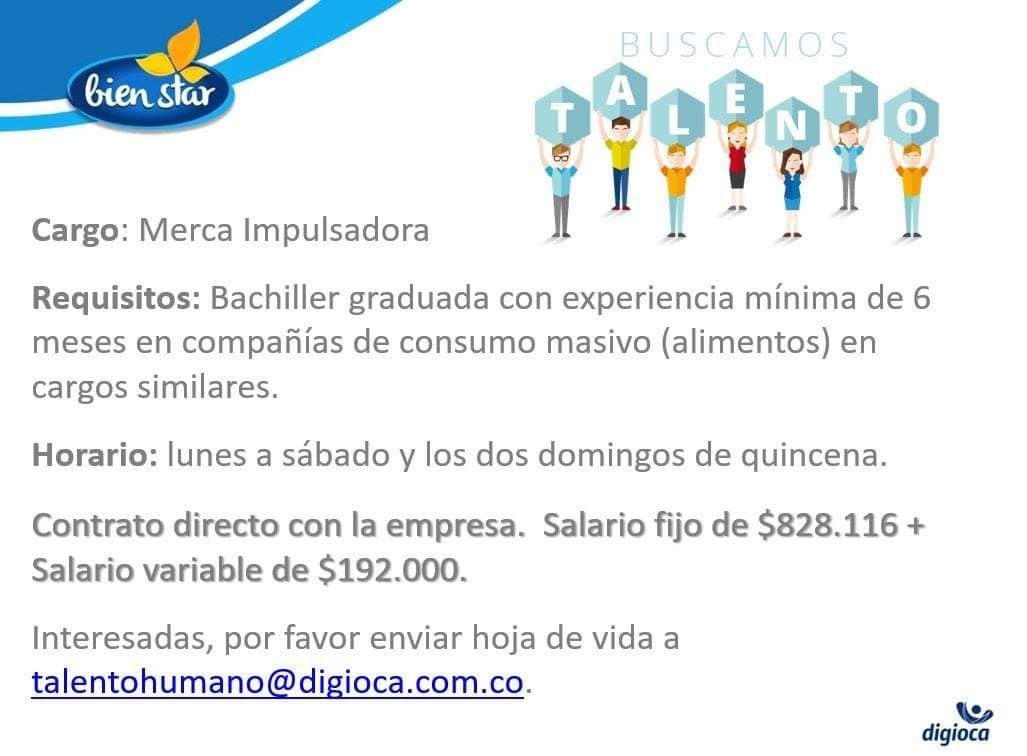 bien star
BUSCAMOS
TALENTO
Cargo: Merca Impulsadora
Requisitos: Bachiller graduada con experiencia mínima de 6
meses en compañías de consumo masivo (alimentos) en
cargos similares.
Horario: lunes a sábado y los dos domingos de quincena.
Contrato directo con la empresa. Salario fijo de $828.116 +
Salario variable de $192.000.
Interesadas, por favor enviar hoja de vida a
talentohumano@digioca.com.co.
digioca